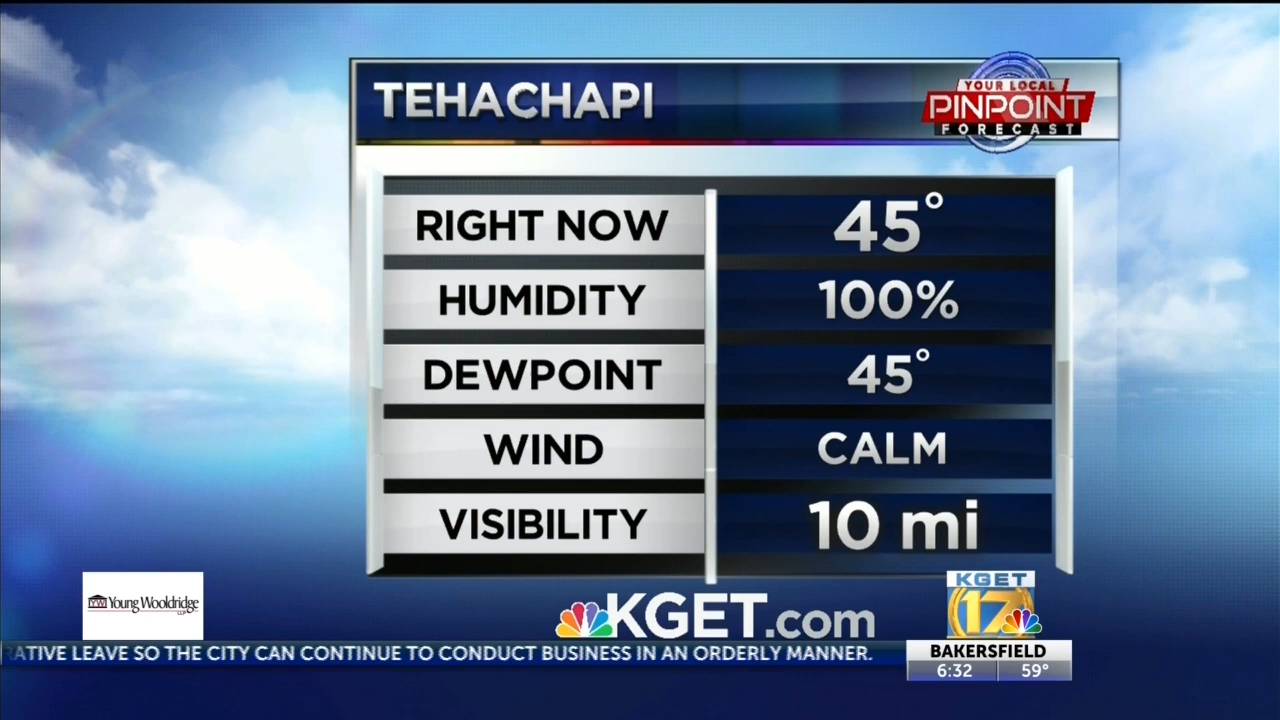 TEHACHAPI
YOUR LOCAL
PINPOINT
FORECAST
RIGHT NOW 45°
HUMIDITY 100%
DEWPOINT 45°
WIND CALM
VISIBILITY 10 mi
YW Young Wooldridge
LLP
KGET.com
KGET
17
RATIVE LEAVE SO THE CITY CAN CONTINUE TO CONDUCT BUSINESS IN AN ORDERLY MANNER.
BAKERSFIELD
6:32 59°